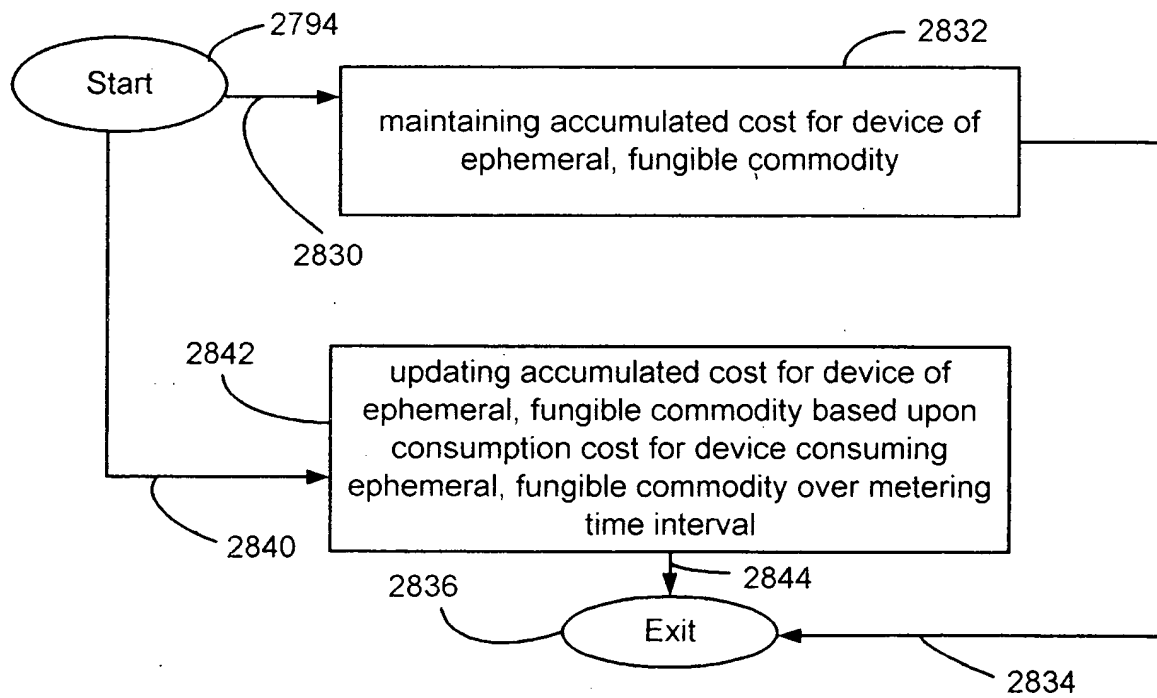 2794
Start
2832
maintaining accumulated cost for device of
ephemeral, fungible commodity
2830
2842
updating accumulated cost for device of
ephemeral, fungible commodity based upon
consumption cost for device consuming
ephemeral, fungible commodity over metering
time interval
2840
2844
2836
Exit
2834